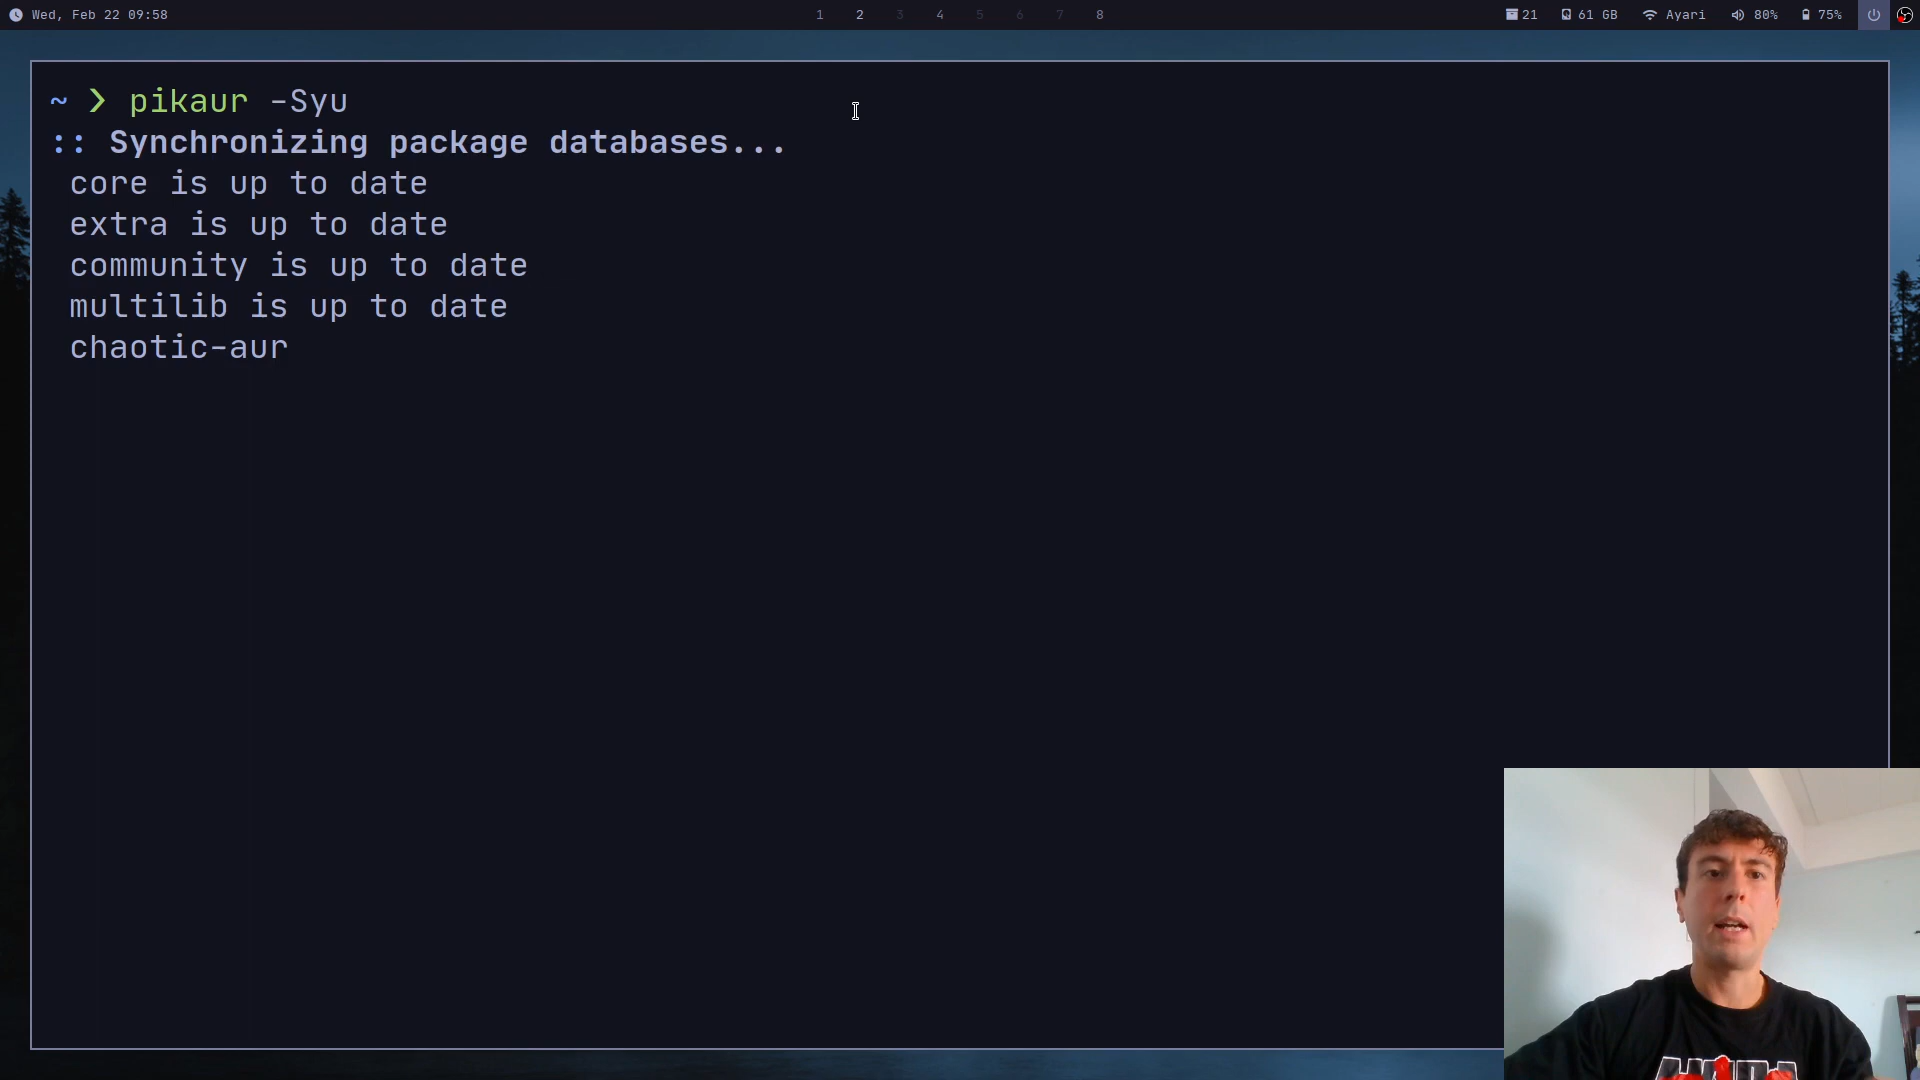 Wed, Feb 22 09:58
1 2 3 4 5 6 7 8
21 61 GB Ayari 80% 75%
~ ❯ pikaur -Syu
:: Synchronizing package databases...
core is up to date
extra is up to date
community is up to date
multilib is up to date
chaotic-aur